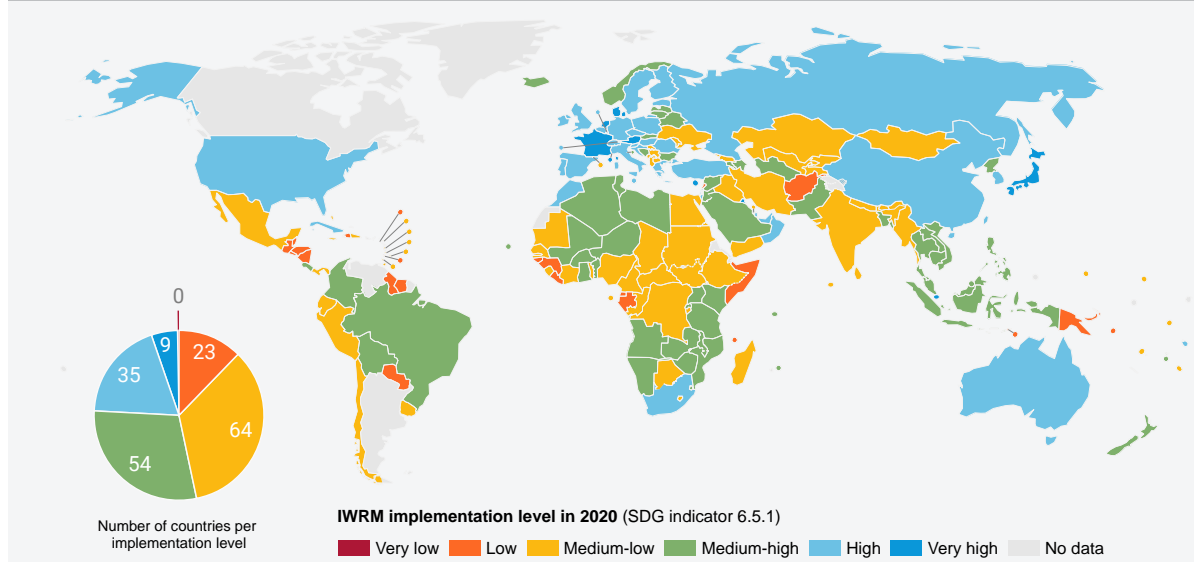 0
9
23
35
64
54
Number of countries per
implementation level
IWRM implementation level in 2020 (SDG indicator 6.5.1)
Very low Low Medium-low Medium-high High Very high No data